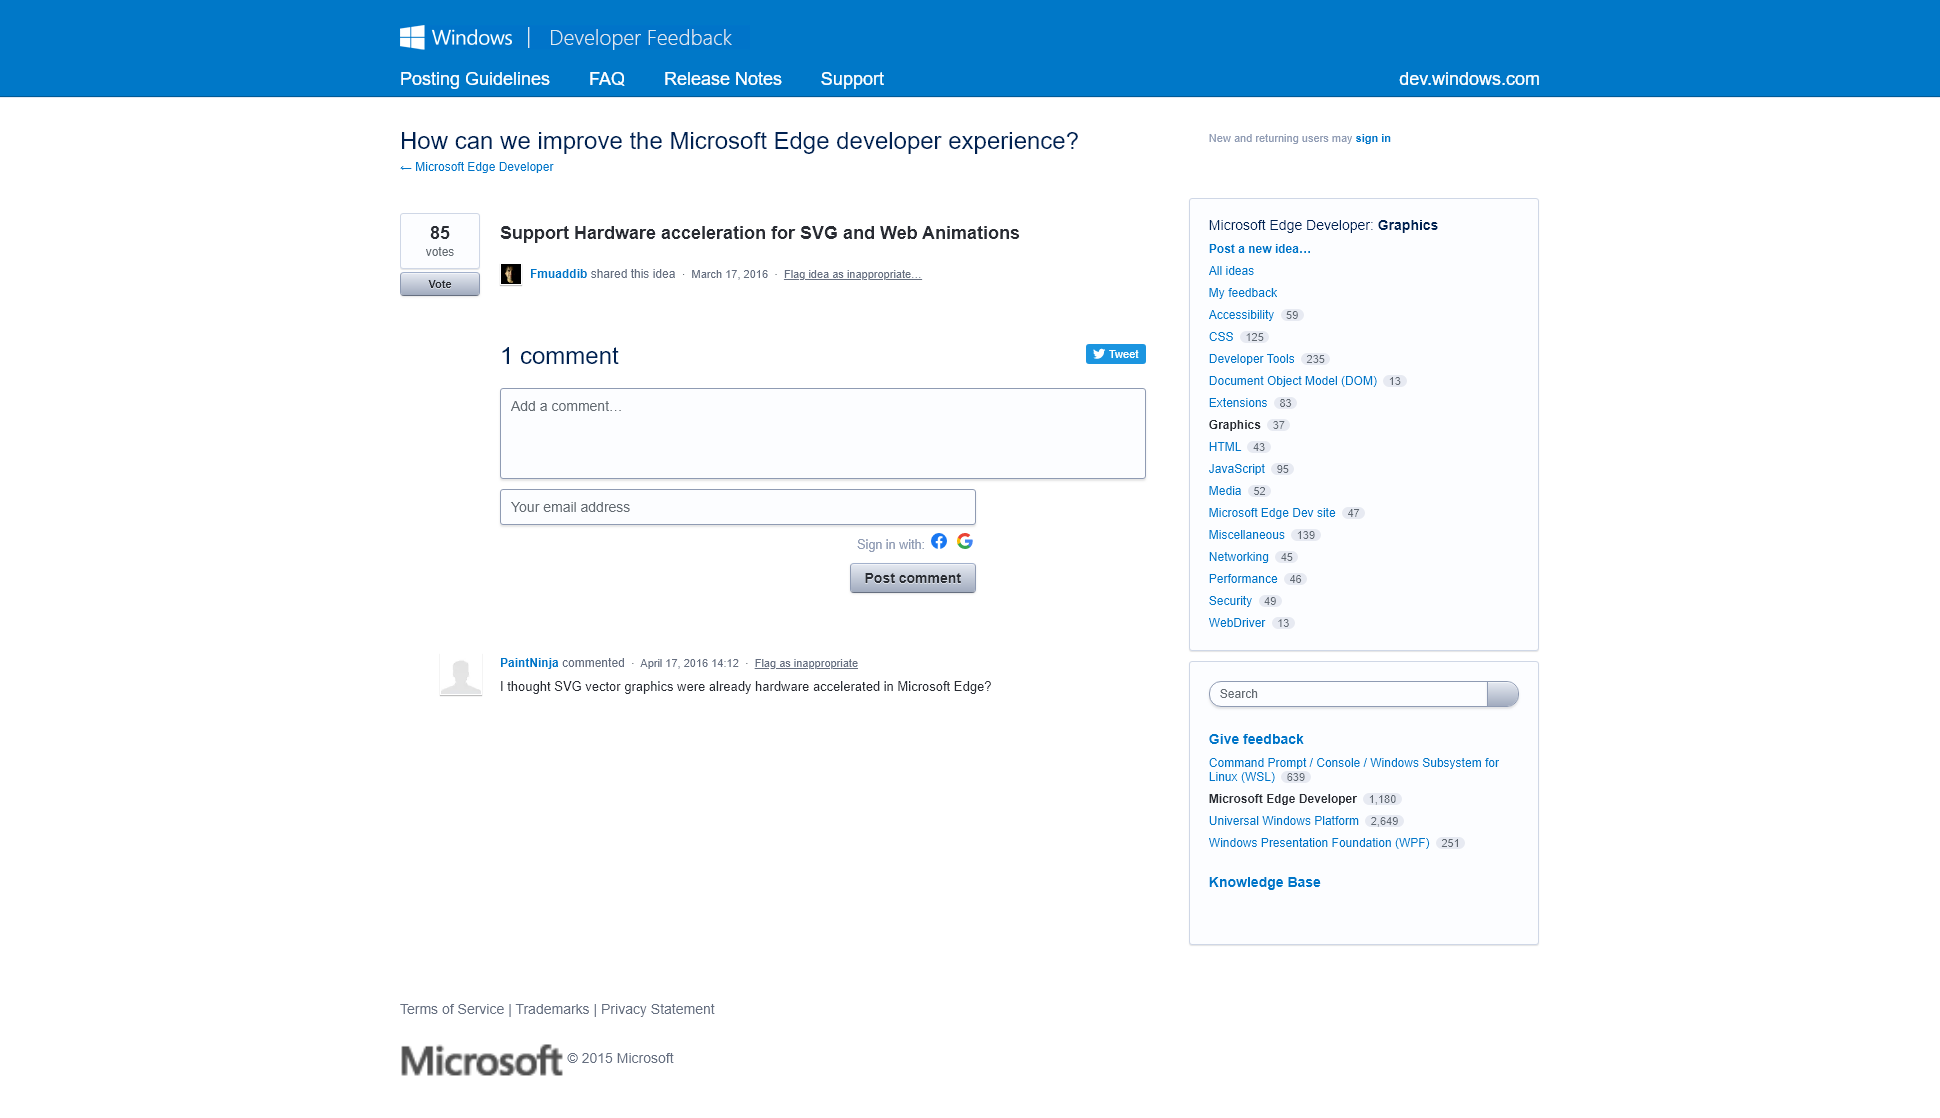 Windows | Developer Feedback
Posting Guidelines FAQ Release Notes Support dev.windows.com
How can we improve the Microsoft Edge developer experience?
← Microsoft Edge Developer
New and returning users may sign in
85
votes
Vote
Support Hardware acceleration for SVG and Web Animations
Fmuaddib shared this idea · March 17, 2016 · Flag idea as inappropriate…
1 comment
Tweet
Add a comment…
Your email address
Sign in with:
Post comment
PaintNinja commented · April 17, 2016 14:12 · Flag as inappropriate
I thought SVG vector graphics were already hardware accelerated in Microsoft Edge?
Microsoft Edge Developer: Graphics
Post a new idea…
All ideas
My feedback
Accessibility 59
CSS 125
Developer Tools 235
Document Object Model (DOM) 13
Extensions 83
Graphics 37
HTML 43
JavaScript 95
Media 52
Microsoft Edge Dev site 47
Miscellaneous 139
Networking 45
Performance 46
Security 49
WebDriver 13
Search
Give feedback
Command Prompt / Console / Windows Subsystem for
Linux (WSL) 639
Microsoft Edge Developer 1,180
Universal Windows Platform 2,649
Windows Presentation Foundation (WPF) 251
Knowledge Base
Terms of Service | Trademarks | Privacy Statement
Microsoft © 2015 Microsoft